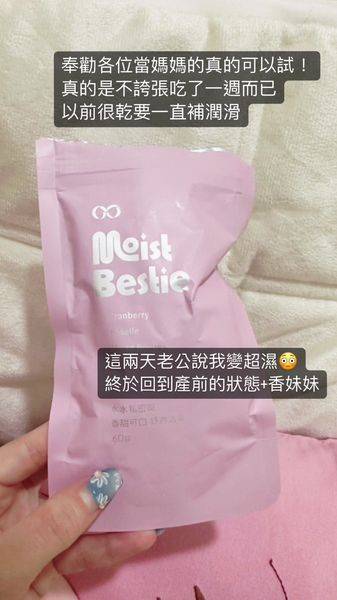 奉勸各位當媽媽的真的可以試！
真的是不誇張吃了一週而已
以前很乾要一直補潤滑
Moist
Bestie
ranberry
這兩天老公說我變超濕😳
終於回到產前的狀態+香妹妹
60g